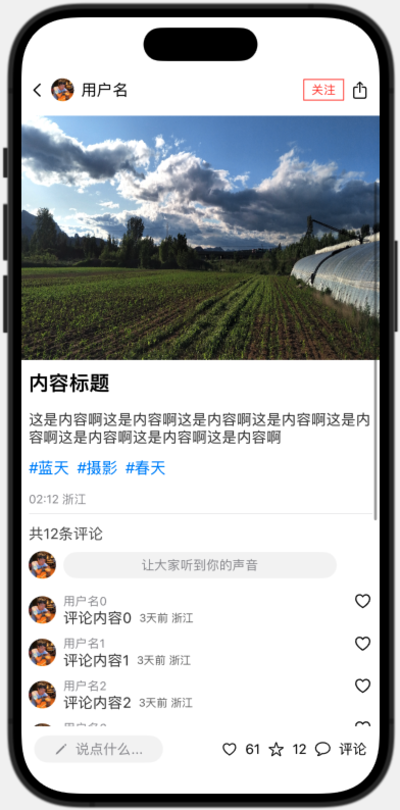 用户名
关注
内容标题
这是内容啊这是内容啊这是内容啊这是内容啊这是内
容啊这是内容啊这是内容啊这是内容啊
#蓝天 #摄影 #春天
02:12 浙江
共12条评论
让大家听到你的声音
用户名0
评论内容0 3天前 浙江
用户名1
评论内容1 3天前 浙江
用户名2
评论内容2 3天前 浙江
说点什么... 61 12 评论